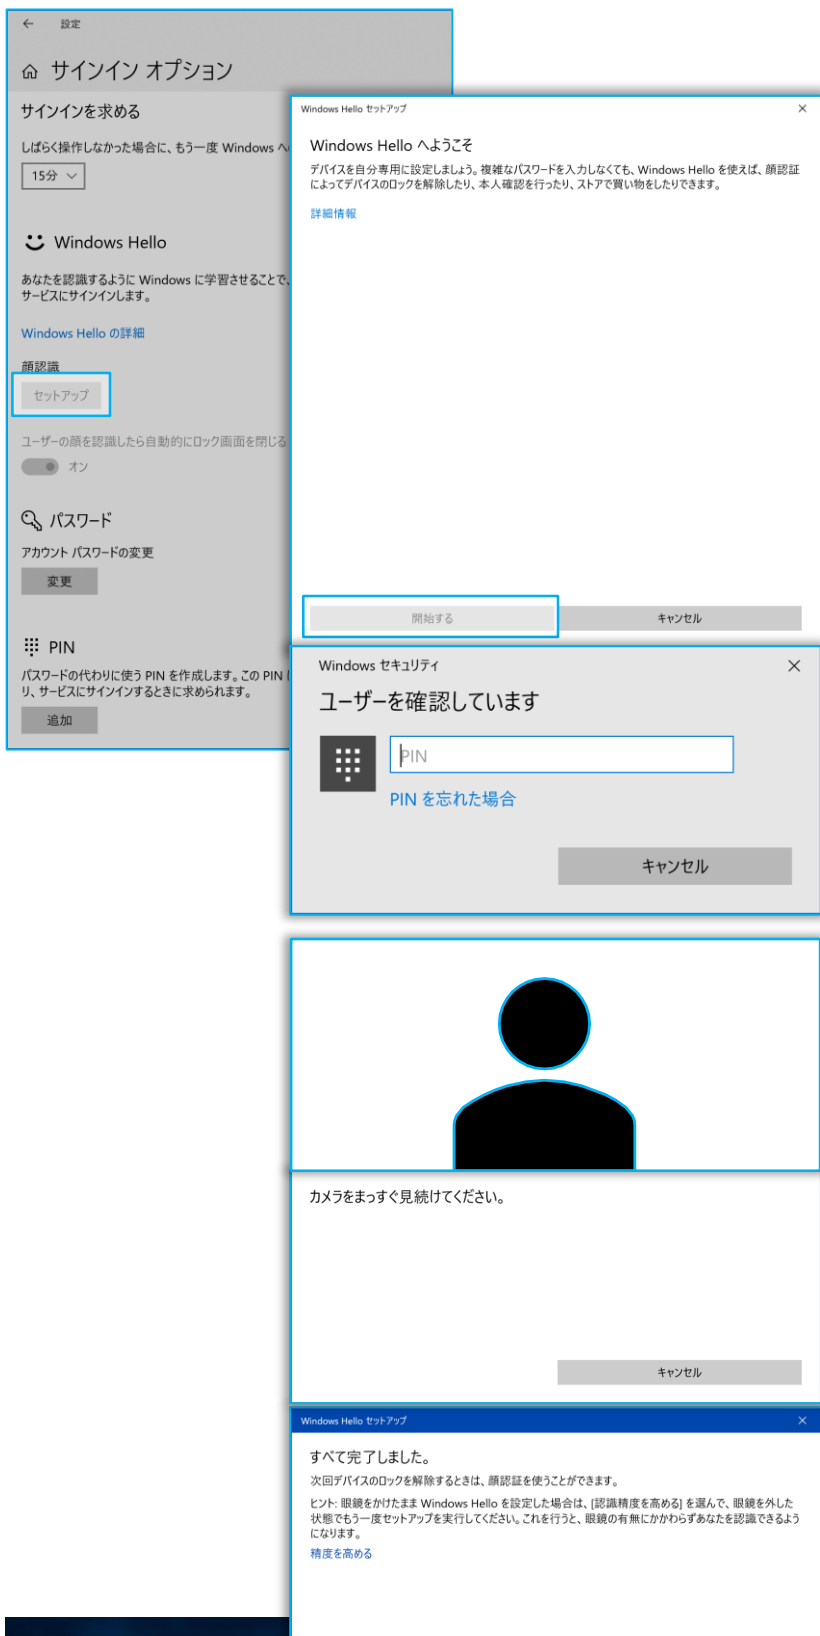 設定
サインイン オプション
サインインを求める
しばらく操作しなかった場合に、もう一度 Windows へ
15分
Windows Hello
あなたを認識するように Windows に学習させることで、
サービスにサインインします。
Windows Hello の詳細
顔認識
セットアップ
ユーザーの顔を認識したら自動的にロック画面を閉じる
オン
パスワード
アカウント パスワードの変更
変更
PIN
パスワードの代わりに使う PIN を作成します。この PIN
り、サービスにサインインするときに求められます。
追加
Windows Hello セットアップ
Windows Hello へようこそ
デバイスを自分専用に設定しましょう。複雑なパスワードを入力しなくても、Windows Hello を使えば、顔認証
によってデバイスのロックを解除したり、本人確認を行ったり、ストアで買い物をしたりできます。
詳細情報
開始する
キャンセル
Windows セキュリティ
ユーザーを確認しています
PIN
PIN を忘れた場合
キャンセル
カメラをまっすぐ見続けてください。
キャンセル
Windows Hello セットアップ
すべて完了しました。
次回デバイスのロックを解除するときは、顔認証を使うことができます。
ヒント: 眼鏡をかけたまま Windows Hello を設定した場合は、[認識精度を高める] を選んで、眼鏡を外した
状態でもう一度セットアップを実行してください。これを行うと、眼鏡の有無にかかわらずあなたを認識できるよう
になります。
精度を高める